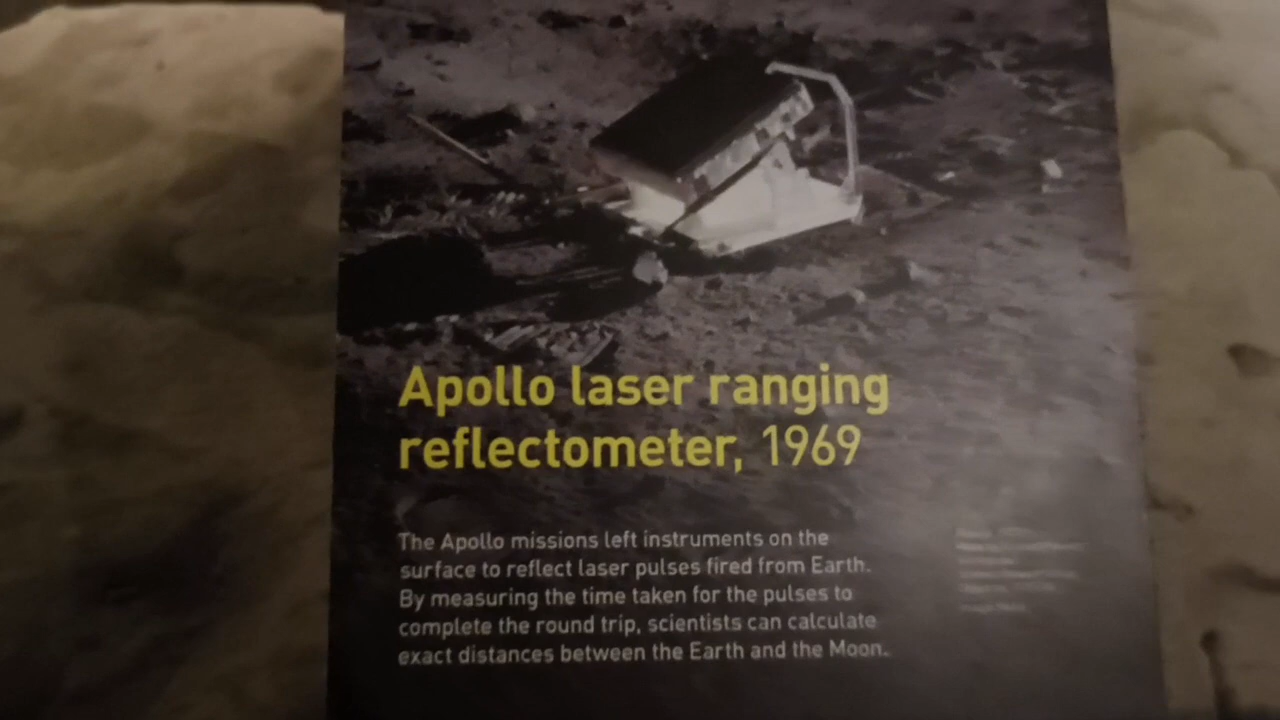 Apollo laser ranging
reflectometer, 1969
The Apollo missions left instruments on the
surface to reflect laser pulses fired from Earth.
By measuring the time taken for the pulses to
complete the round trip, scientists can calculate
exact distances between the Earth and the Moon.